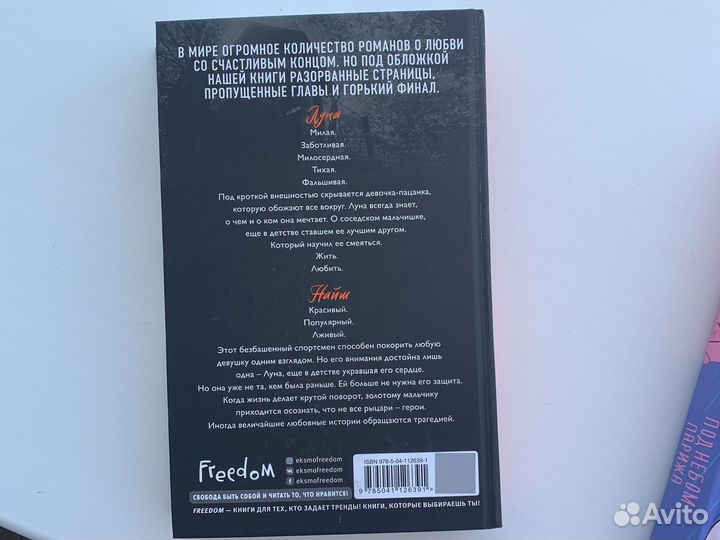 В МИРЕ ОГРОМНОЕ КОЛИЧЕСТВО РОМАНОВ О ЛЮБВИ
СО СЧАСТЛИВЫМ КОНЦОМ. НО ПОД ОБЛОЖКОЙ
НАШЕЙ КНИГИ РАЗОРВАННЫЕ СТРАНИЦЫ,
ПРОПУЩЕННЫЕ ГЛАВЫ И ГОРЬКИЙ ФИНАЛ.
Луна
Милая.
Заботливая.
Милосердная.
Тихая.
Фальшивая.
Под кроткой внешностью скрывается девочка-пацанка,
которую обожают все вокруг. Луна всегда знает,
о чем и о ком она мечтает. О соседском мальчишке,
еще в детстве ставшем ее лучшим другом.
Который научил ее смеяться.
Жить.
Любить.
Найт
Красивый.
Популярный.
Лживый.
Этот безбашенный спортсмен способен покорить любую
девушку одним взглядом. Но его внимания достойна лишь
одна – Луна, еще в детстве укравшая его сердце.
Но она уже не та, кем была раньше. Ей больше не нужна его защита.
Когда жизнь делает крутой поворот, золотому мальчику
приходится осознать, что не все рыцари – герои.
Иногда величайшие любовные истории обращаются трагедией.
Freedom
eksmofreedom
eksmofreedom
eksmofreedom
СВОБОДА БЫТЬ СОБОЙ И ЧИТАТЬ ТО, ЧТО НРАВИТСЯ!
ISBN 978-5-04-112639-1
9 785041 126391 >
FREEDOM — КНИГИ ДЛЯ ТЕХ, КТО ЗАДАЕТ ТРЕНДЫ! КНИГИ, КОТОРЫЕ ВЫБИРАЕШЬ ТЫ!
ПОД НЕБОМ
ПАРИЖА
Avito